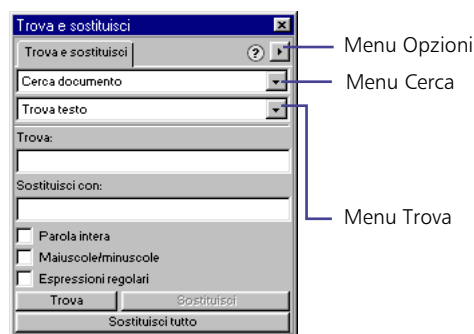 Trova e sostituisci
Trova e sostituisci
?
Menu Opzioni
Cerca documento
Menu Cerca
Trova testo
Trova:
Sostituisci con:
Menu Trova
Parola intera
Maiuscole/minuscole
Espressioni regolari
Trova
Sostituisci
Sostituisci tutto